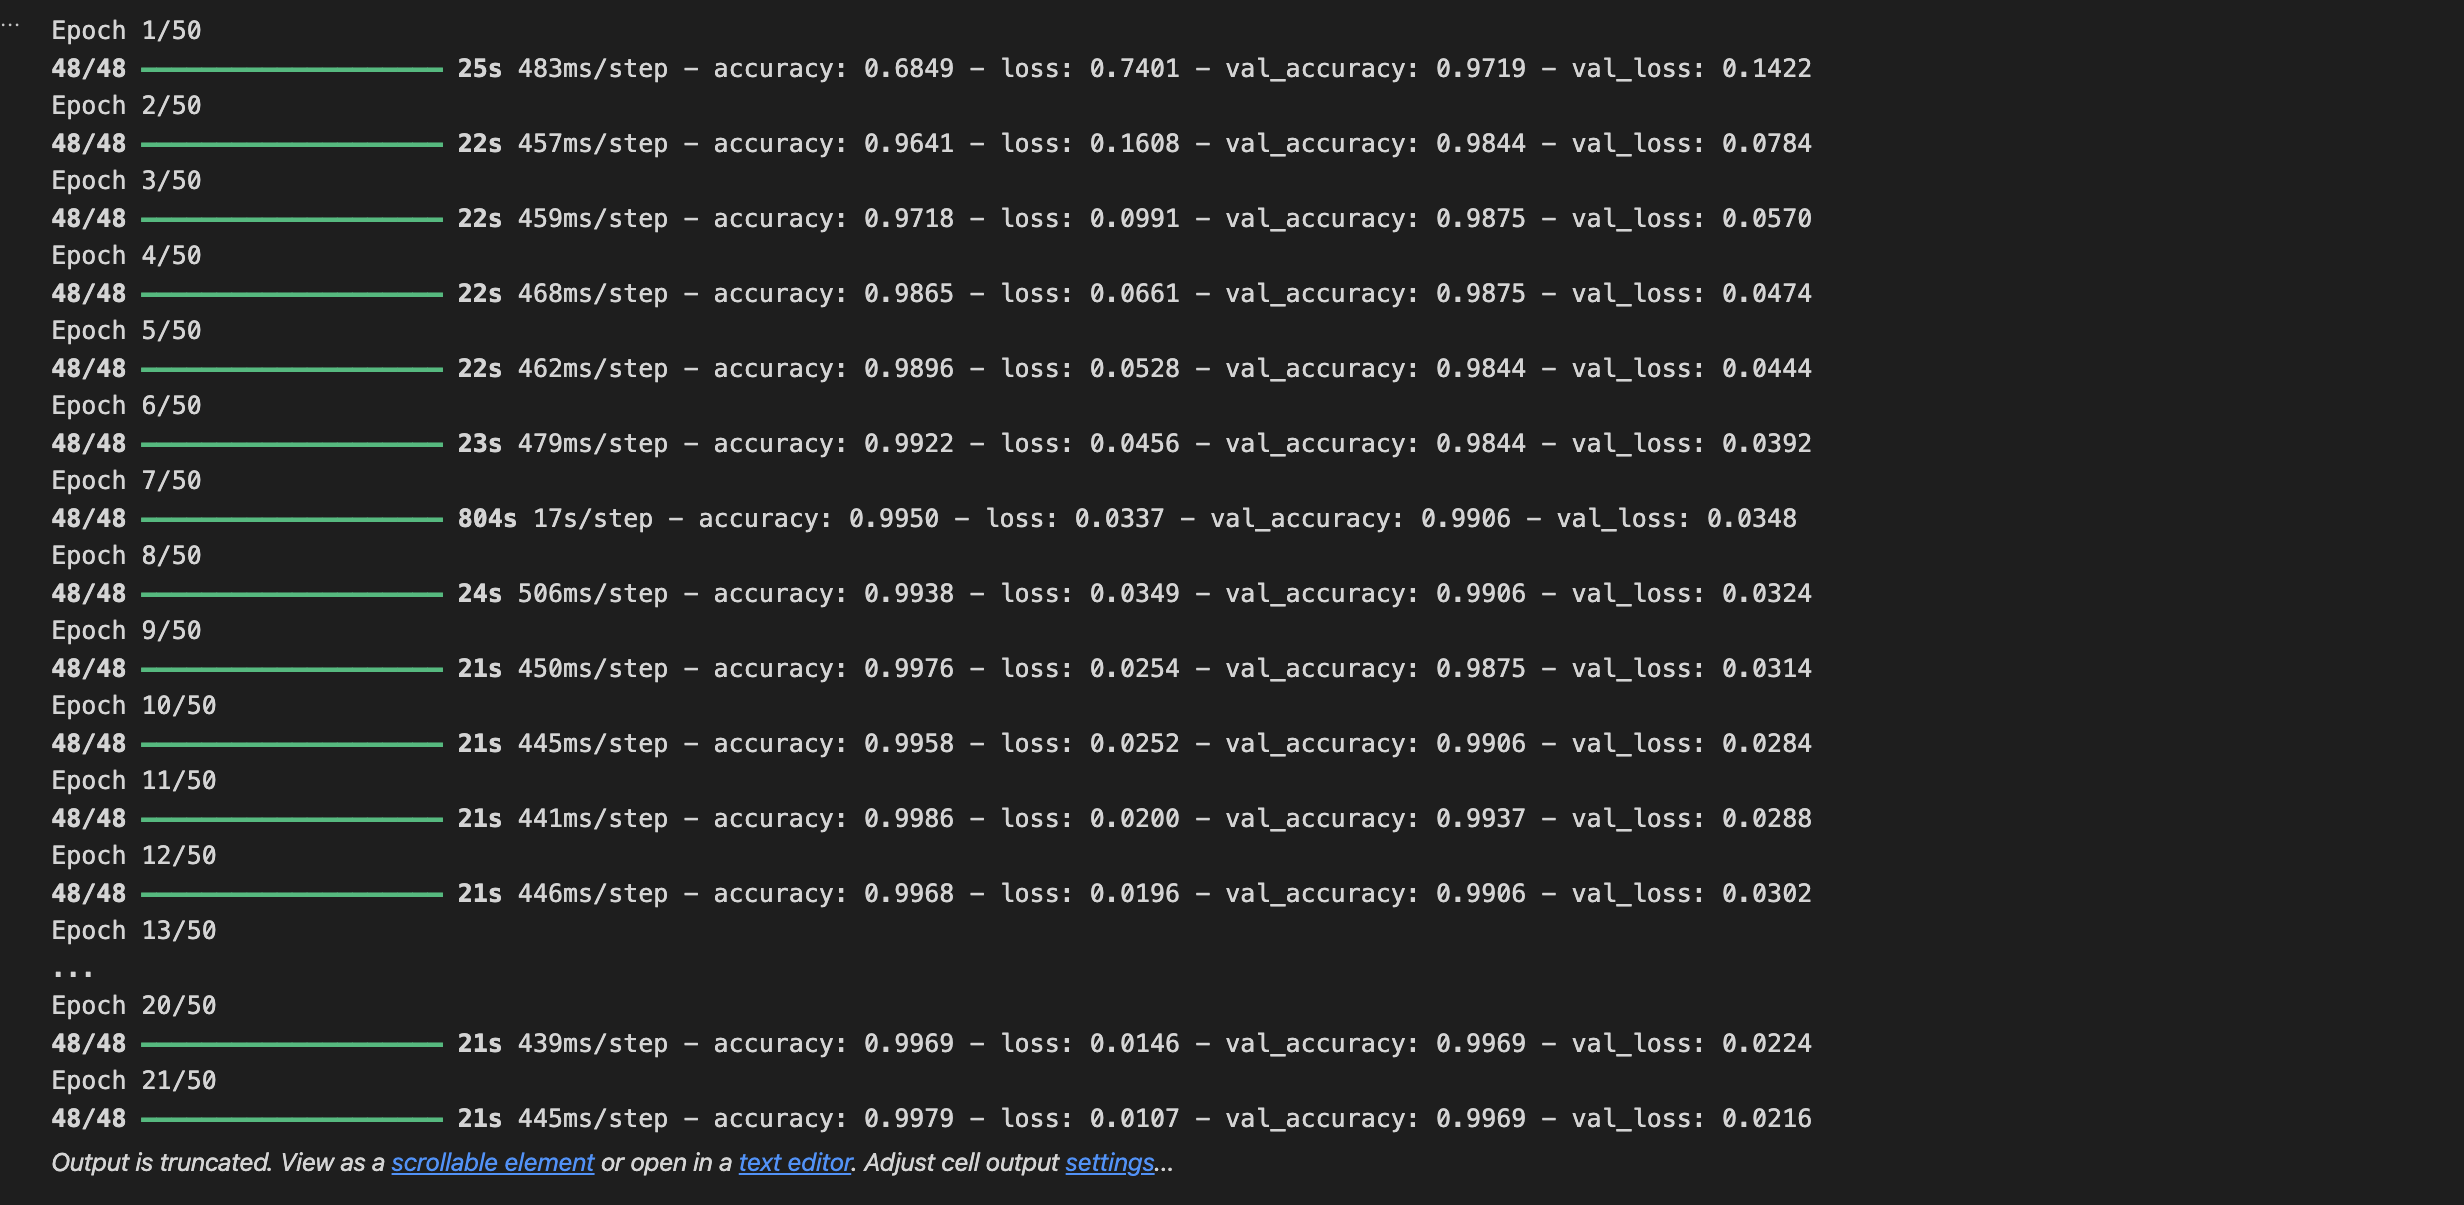 ...
Epoch 1/50
48/48 ━━━━━━━━━━━━━━━━━━━━ 25s 483ms/step - accuracy: 0.6849 - loss: 0.7401 - val_accuracy: 0.9719 - val_loss: 0.1422
Epoch 2/50
48/48 ━━━━━━━━━━━━━━━━━━━━ 22s 457ms/step - accuracy: 0.9641 - loss: 0.1608 - val_accuracy: 0.9844 - val_loss: 0.0784
Epoch 3/50
48/48 ━━━━━━━━━━━━━━━━━━━━ 22s 459ms/step - accuracy: 0.9718 - loss: 0.0991 - val_accuracy: 0.9875 - val_loss: 0.0570
Epoch 4/50
48/48 ━━━━━━━━━━━━━━━━━━━━ 22s 468ms/step - accuracy: 0.9865 - loss: 0.0661 - val_accuracy: 0.9875 - val_loss: 0.0474
Epoch 5/50
48/48 ━━━━━━━━━━━━━━━━━━━━ 22s 462ms/step - accuracy: 0.9896 - loss: 0.0528 - val_accuracy: 0.9844 - val_loss: 0.0444
Epoch 6/50
48/48 ━━━━━━━━━━━━━━━━━━━━ 23s 479ms/step - accuracy: 0.9922 - loss: 0.0456 - val_accuracy: 0.9844 - val_loss: 0.0392
Epoch 7/50
48/48 ━━━━━━━━━━━━━━━━━━━━ 804s 17s/step - accuracy: 0.9950 - loss: 0.0337 - val_accuracy: 0.9906 - val_loss: 0.0348
Epoch 8/50
48/48 ━━━━━━━━━━━━━━━━━━━━ 24s 506ms/step - accuracy: 0.9938 - loss: 0.0349 - val_accuracy: 0.9906 - val_loss: 0.0324
Epoch 9/50
48/48 ━━━━━━━━━━━━━━━━━━━━ 21s 450ms/step - accuracy: 0.9976 - loss: 0.0254 - val_accuracy: 0.9875 - val_loss: 0.0314
Epoch 10/50
48/48 ━━━━━━━━━━━━━━━━━━━━ 21s 445ms/step - accuracy: 0.9958 - loss: 0.0252 - val_accuracy: 0.9906 - val_loss: 0.0284
Epoch 11/50
48/48 ━━━━━━━━━━━━━━━━━━━━ 21s 441ms/step - accuracy: 0.9986 - loss: 0.0200 - val_accuracy: 0.9937 - val_loss: 0.0288
Epoch 12/50
48/48 ━━━━━━━━━━━━━━━━━━━━ 21s 446ms/step - accuracy: 0.9968 - loss: 0.0196 - val_accuracy: 0.9906 - val_loss: 0.0302
Epoch 13/50
...
Epoch 20/50
48/48 ━━━━━━━━━━━━━━━━━━━━ 21s 439ms/step - accuracy: 0.9969 - loss: 0.0146 - val_accuracy: 0.9969 - val_loss: 0.0224
Epoch 21/50
48/48 ━━━━━━━━━━━━━━━━━━━━ 21s 445ms/step - accuracy: 0.9979 - loss: 0.0107 - val_accuracy: 0.9969 - val_loss: 0.0216
Output is truncated. View as a scrollable element or open in a text editor. Adjust cell output settings...